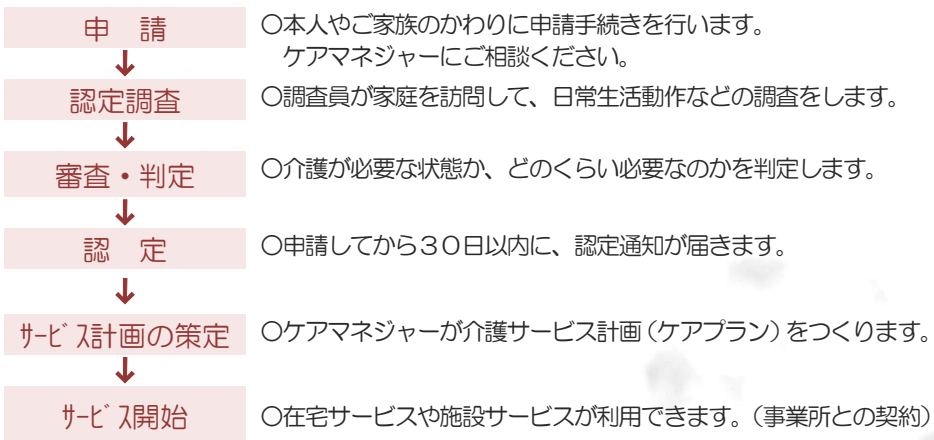 申　請
〇本人やご家族のかわりに申請手続きを行います。
ケアマネジャーにご相談ください。
認定調査
〇調査員が家庭を訪問して、日常生活動作などの調査をします。
審査・判定
〇介護が必要な状態か、どのくらい必要なのかを判定します。
認　定
〇申請してから３０日以内に、認定通知が届きます。
ｻｰﾋﾞｽ計画の策定
〇ケアマネジャーが介護サービス計画（ケアプラン）をつくります。
ｻｰﾋﾞｽ開始
〇在宅サービスや施設サービスが利用できます。（事業所との契約）